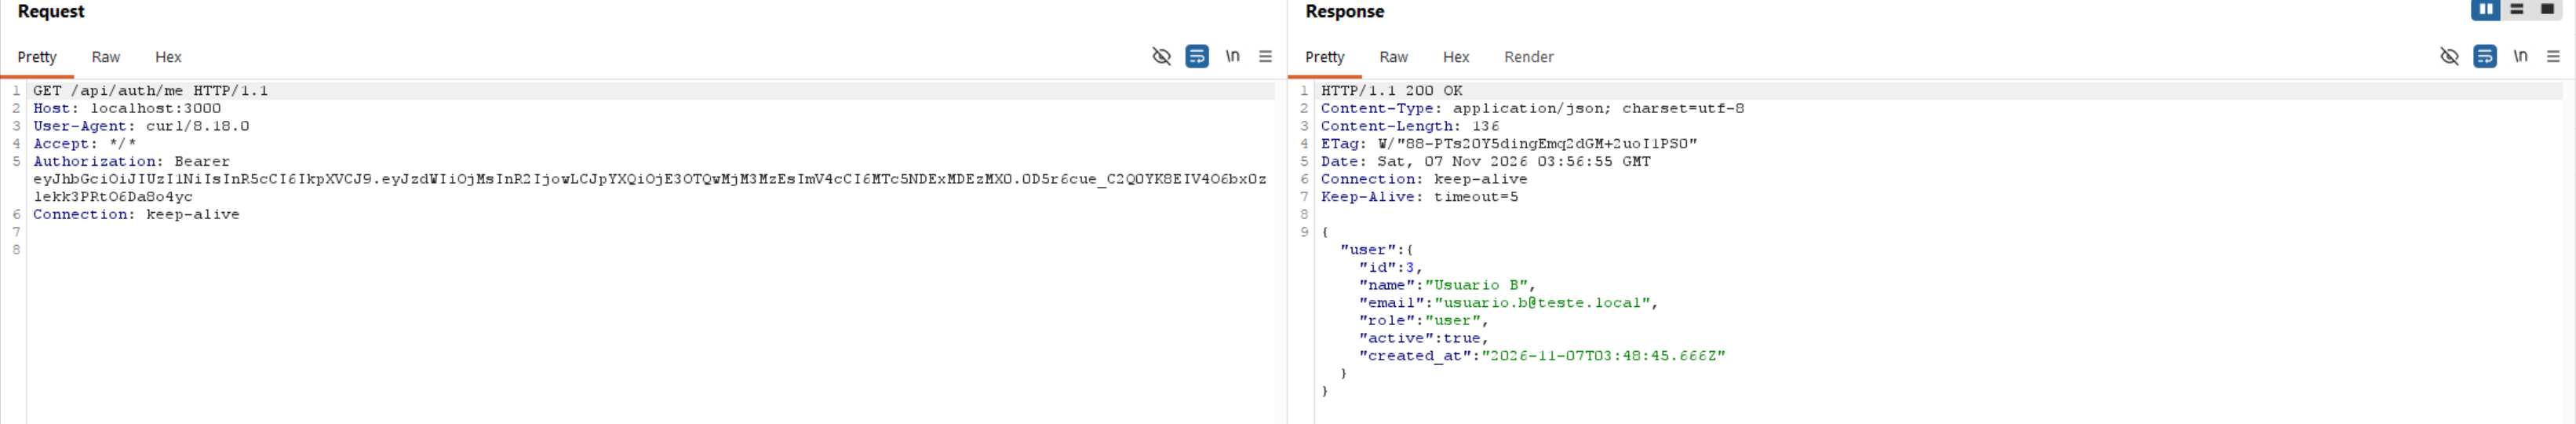 Request
Pretty Raw Hex
\n
1 GET /api/auth/me HTTP/1.1
2 Host: localhost:3000
3 User-Agent: curl/8.18.0
4 Accept: */*
5 Authorization: Bearer
eyJhbGciOiJIUzI1NiIsInR5cCI6IkpXVCJ9.eyJzdWIiOjMsInR2IjowLCJpYXQiOjE3OTQwMjM3MzEsImV4cCI6MTc5NDExMDEzMX0.0D5r6cue_C2Q0YK8EIV4O6bx0z
lekk3PRtO6Da8o4yc
6 Connection: keep-alive
7
8
Response
Pretty Raw Hex Render
\n
1 HTTP/1.1 200 OK
2 Content-Type: application/json; charset=utf-8
3 Content-Length: 136
4 ETag: W/"88-PTs20Y5dingEmq2dGM+2uoI1PS0"
5 Date: Sat, 07 Nov 2026 03:56:55 GMT
6 Connection: keep-alive
7 Keep-Alive: timeout=5
8
9 {
"user":{
"id":3,
"name":"Usuario B",
"email":"usuario.b@teste.local",
"role":"user",
"active":true,
"created_at":"2026-11-07T03:48:45.666Z"
}
}